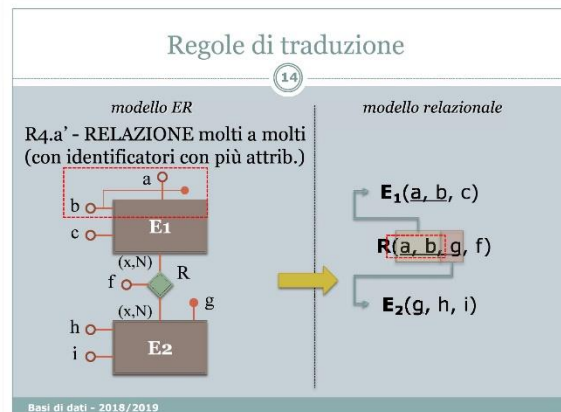 Regole di traduzione
14
modello ER
R4.a' - RELAZIONE molti a molti
(con identificatori con più attrib.)
a
b
E1
c
(x,N)
R
f
(x,N)
g
h
E2
i
modello relazionale
E1(a, b, c)
R(a, b, g, f)
E2(g, h, i)
Basi di dati - 2018/2019